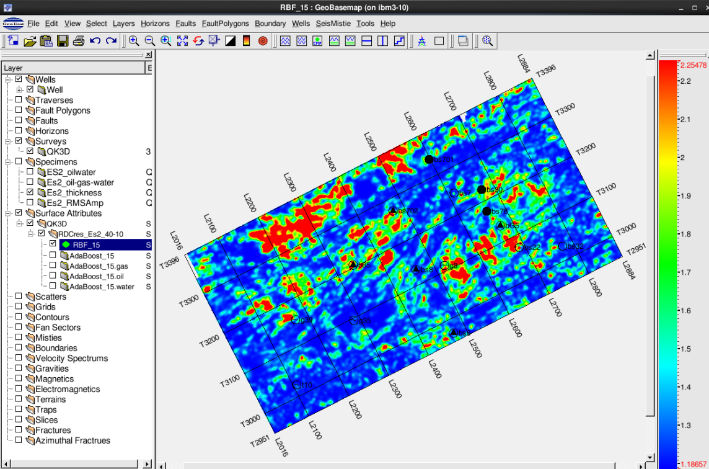 RBF_15 : GeoBasemap (on ibm3-10)
File Edit View Select Layers Horizons Faults FaultPolygons Boundary Wells SeisMistie Tools Help
Layer E
Wells
Well
Traverses
Fault Polygons
Faults
Horizons
Surveys
QK3D 3
Specimens
ES2_oilwater Q
Es2_oil-gas-water Q
Es2_thickness Q
Es2_RMSAmp Q
Surface Attributes
QK3D S
RDCres_Es2_40-10 S
RBF_15 S
AdaBoost_15 S
AdaBoost_15.gas S
AdaBoost_15.oil S
AdaBoost_15.water S
Scatters
Grids
Contours
Fan Sectors
Misties
Boundaries
Velocity Spectrums
Gravities
Magnetics
Electromagnetics
Terrains
Traps
Slices
Fractures
Azimuthal Fractrues
L2884
T3396
L2800
L2700
T3300
L2600
L2500
T3200
L2400
L2300
T3100
L2200
L2100
T3000
L2016
T2951
T3396
L2884
T3300
L2800
L2700
T3200
L2600
L2500
T3100
L2400
L2300
T3000
L2200
L2100
T2951
L2016
2.25478
2.2
2.1
2
1.9
1.8
1.7
1.6
1.5
1.4
1.3
1.18657